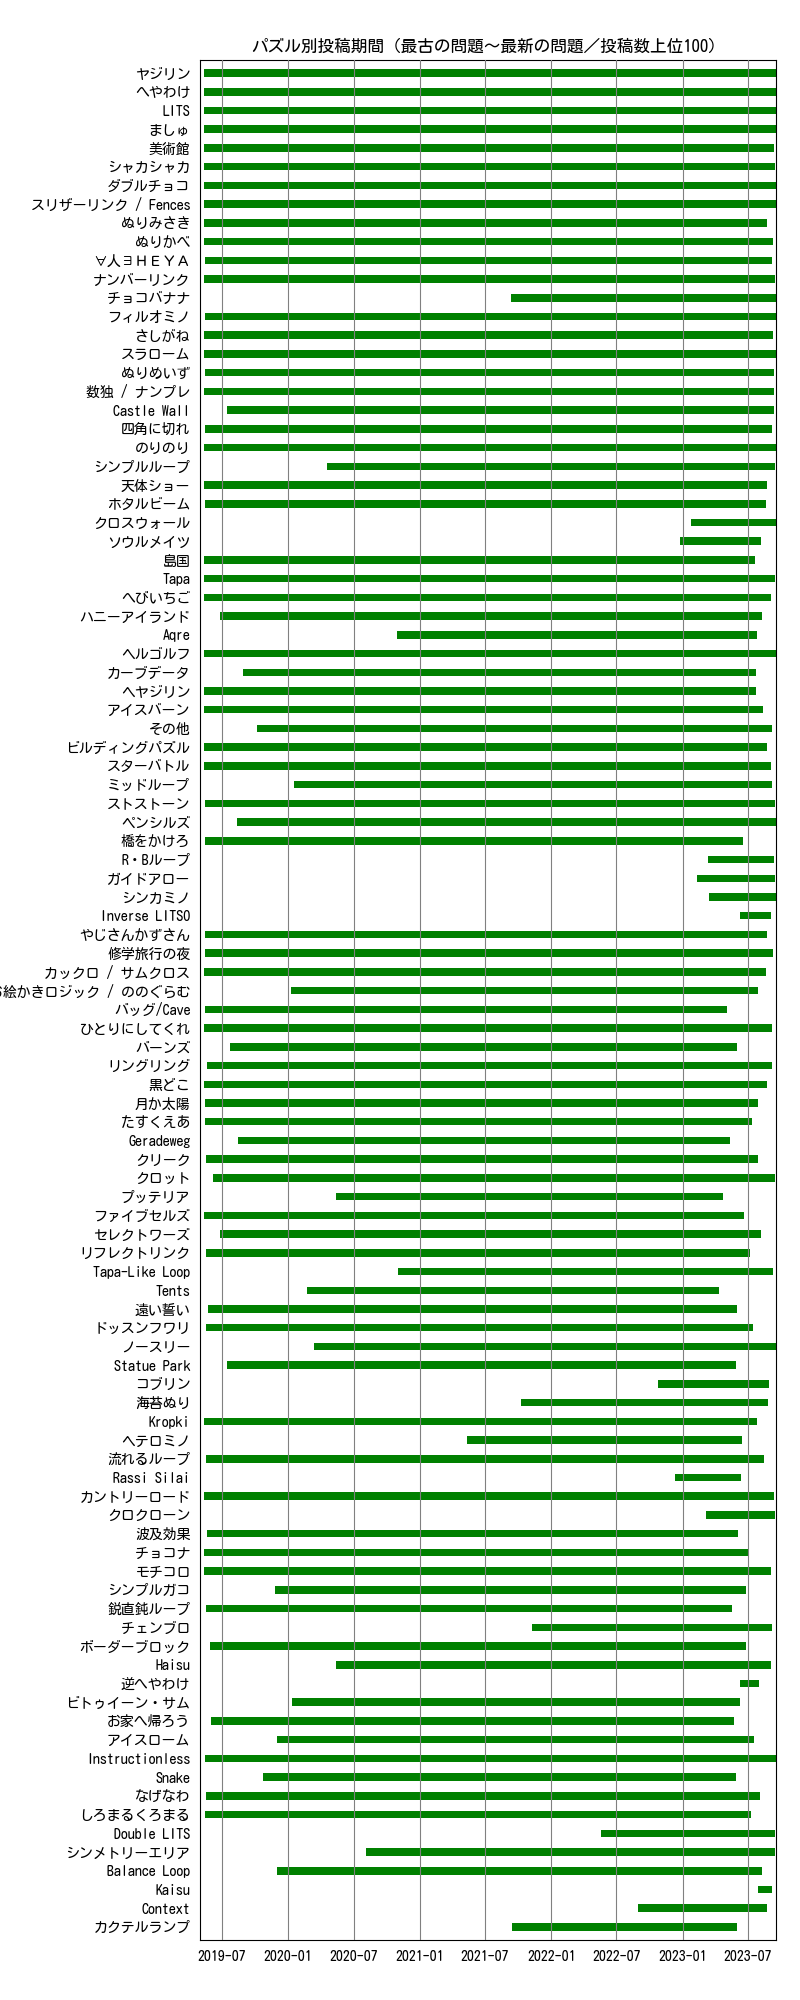 パズル別投稿期間 (最古の問題～最新の問題／投稿数上位100)
ヤジリン
へやわけ
LITS
ましゅ
美術館
シャカシャカ
ダブルチョコ
スリザーリンク / Fences
ぬりみさき
ぬりかべ
∀人ヨHEYA
ナンバーリンク
チョコバナナ
フィルオミノ
さしがね
スラローム
ぬりめいず
数独 / ナンプレ
Castle Wall
四角に切れ
のりのり
シンプルループ
天体ショー
ホタルビーム
クロスウォール
ソウルメイツ
島国
Tapa
へびいちご
ハニーアイランド
Aqre
ヘルゴルフ
カーブデータ
ヘヤジリン
アイスバーン
その他
ビルディングパズル
スターバトル
ミッドループ
ストストーン
ペンシルズ
橋をかけろ
R・Bループ
ガイドアロー
シンカミノ
Inverse LITSO
やじさんかずさん
修学旅行の夜
カックロ / サムクロス
絵かきロジック / ののぐらむ
バッグ/Cave
ひとりにしてくれ
バーンズ
リングリング
黒どこ
月か太陽
たすくえあ
Geradeweg
クリーク
クロット
プッテリア
ファイブセルズ
セレクトワーズ
リフレクトリンク
Tapa-Like Loop
Tents
遠い誓い
ドッスンフワリ
ノースリー
Statue Park
コブリン
海苔ぬり
Kropki
ヘテロミノ
流れるループ
Rassi Silai
カントリーロード
クロクローン
波及効果
チョコナ
モチコロ
シンプルガコ
鋭直鈍ループ
チェンブロ
ボーダーブロック
Haisu
逆へやわけ
ビトゥイーン・サム
お家へ帰ろう
アイスローム
Instructionless
Snake
なげなわ
しろまるくろまる
Double LITS
シンメトリーエリア
Balance Loop
Kaisu
Context
カクテルランプ
2019-07 2020-01 2020-07 2021-01 2021-07 2022-01 2022-07 2023-01 2023-07